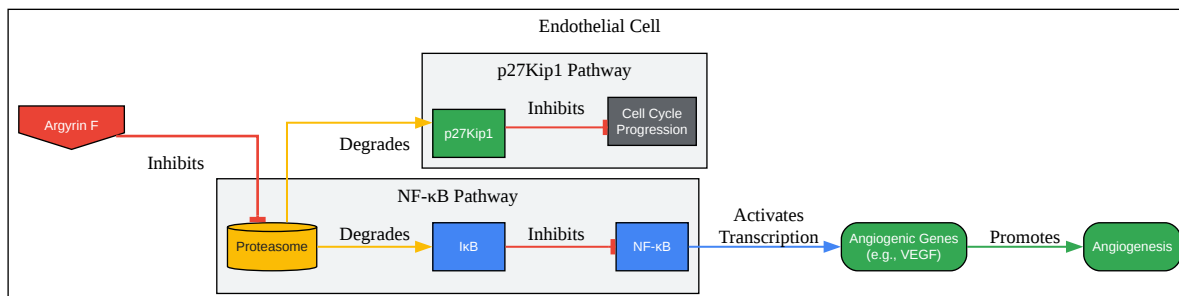 Endothelial Cell
p27Kip1 Pathway
Argyrin F
Inhibits
Degrades
p27Kip1
Inhibits
Cell Cycle
Progression
NF-κB Pathway
Proteasome
Degrades
IκB
Inhibits
NF-κB
Activates
Transcription
Angiogenic Genes
(e.g., VEGF)
Promotes
Angiogenesis